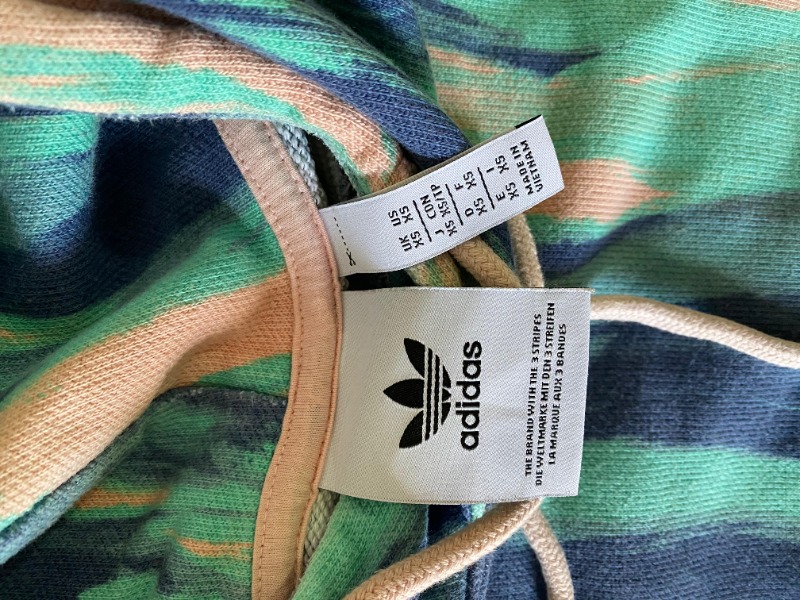 UK US
XS XS
J CDN
XS XS/TP
D F
XS XS
E I
XS XS
MADE IN
VIETNAM
adidas
THE BRAND WITH THE 3 STRIPES
DIE WELTMARKE MIT DEN 3 STREIFEN
LA MARQUE AUX 3 BANDES